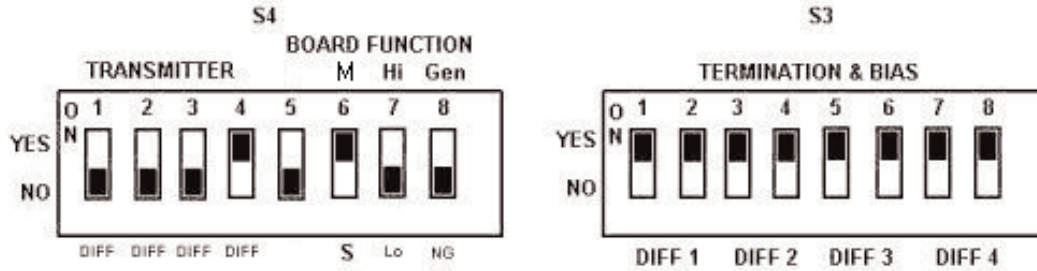 S4 S3
BOARD FUNCTION
TRANSMITTER M Hi Gen TERMINATION & BIAS
O 1 2 3 4 5 6 7 8 O 1 2 3 4 5 6 7 8
YES N YES N
NO NO
DIFF DIFF DIFF DIFF S Lo NG DIFF 1 DIFF 2 DIFF 3 DIFF 4